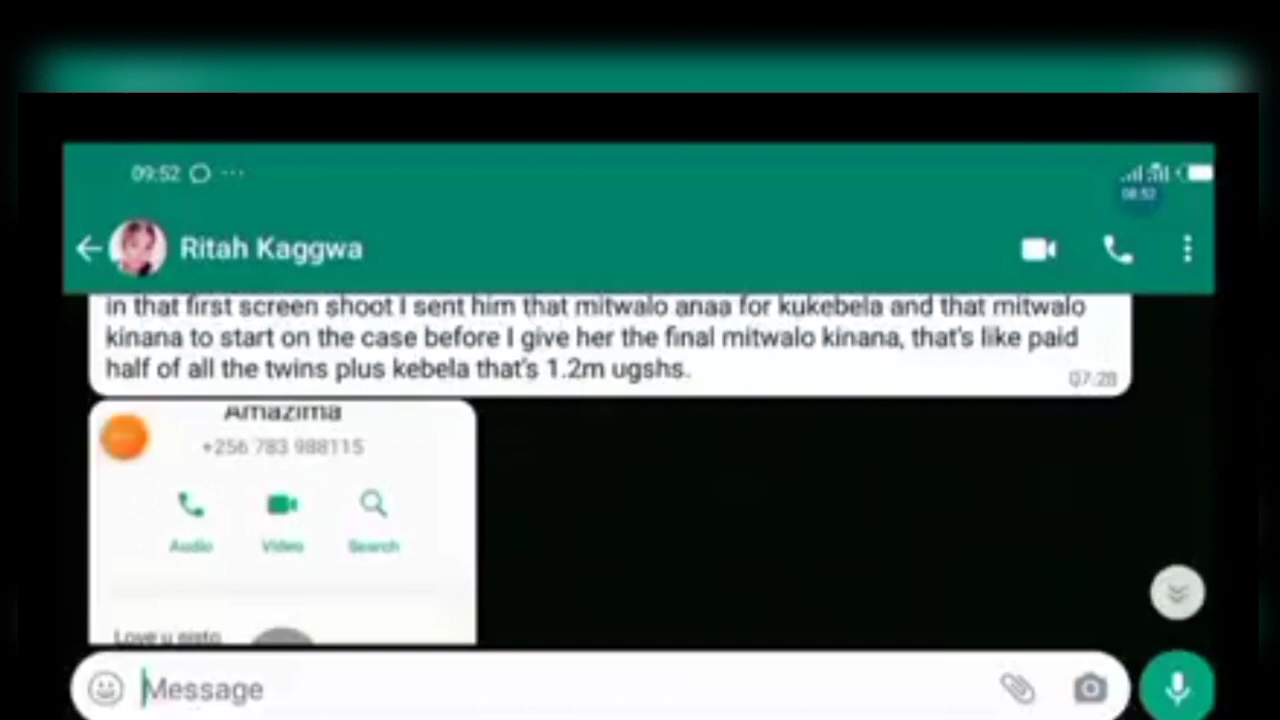 09:52
08:52
Ritah Kaggwa
in that first screen shoot I sent him that mitwalo anaa for kukebela and that mitwalo
kinana to start on the case before I give her the final mitwalo kinana, that's like paid
half of all the twins plus kebela that's 1.2m ugshs.
07:28
Amazima
+256 783 988115
Audio Video Search
Love u sisto
Message